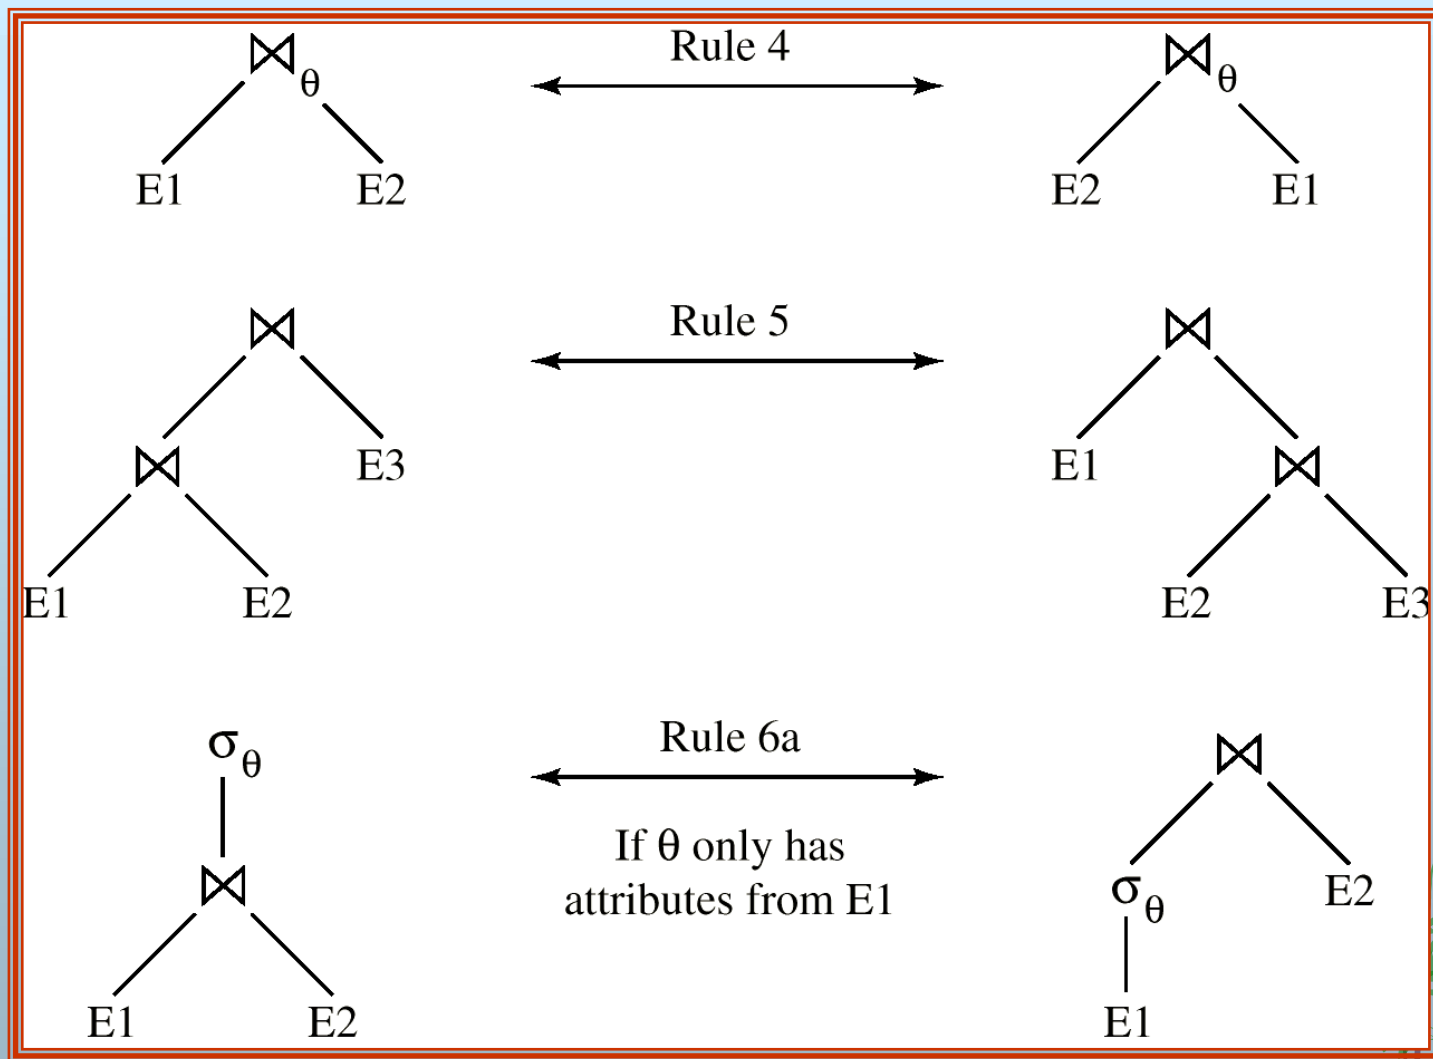 ⋈θ Rule 4 ⋈θ
E1 E2 E2 E1
⋈ Rule 5 ⋈
⋈ E3 E1 ⋈
E1 E2 E2 E3
σθ Rule 6a ⋈
If θ only has
⋈ attributes from E1 σθ E2
E1 E2 E1